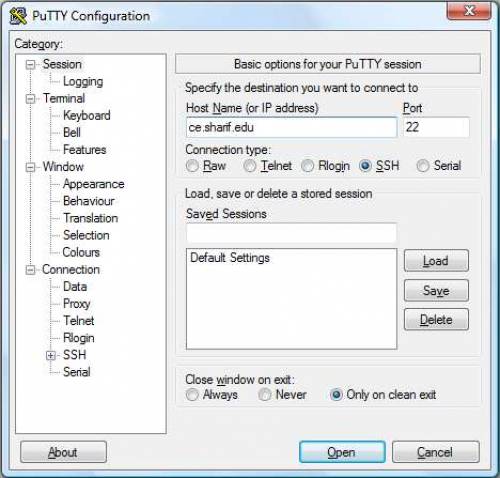 PuTTY Configuration
Category:
Session
Logging
Terminal
Keyboard
Bell
Features
Window
Appearance
Behaviour
Translation
Selection
Colours
Connection
Data
Proxy
Telnet
Rlogin
SSH
Serial
Basic options for your PuTTY session
Specify the destination you want to connect to
Host Name (or IP address) Port
ce.sharif.edu 22
Connection type:
Raw Telnet Rlogin SSH Serial
Load, save or delete a stored session
Saved Sessions
Default Settings
Load
Save
Delete
Close window on exit:
Always Never Only on clean exit
About Open Cancel